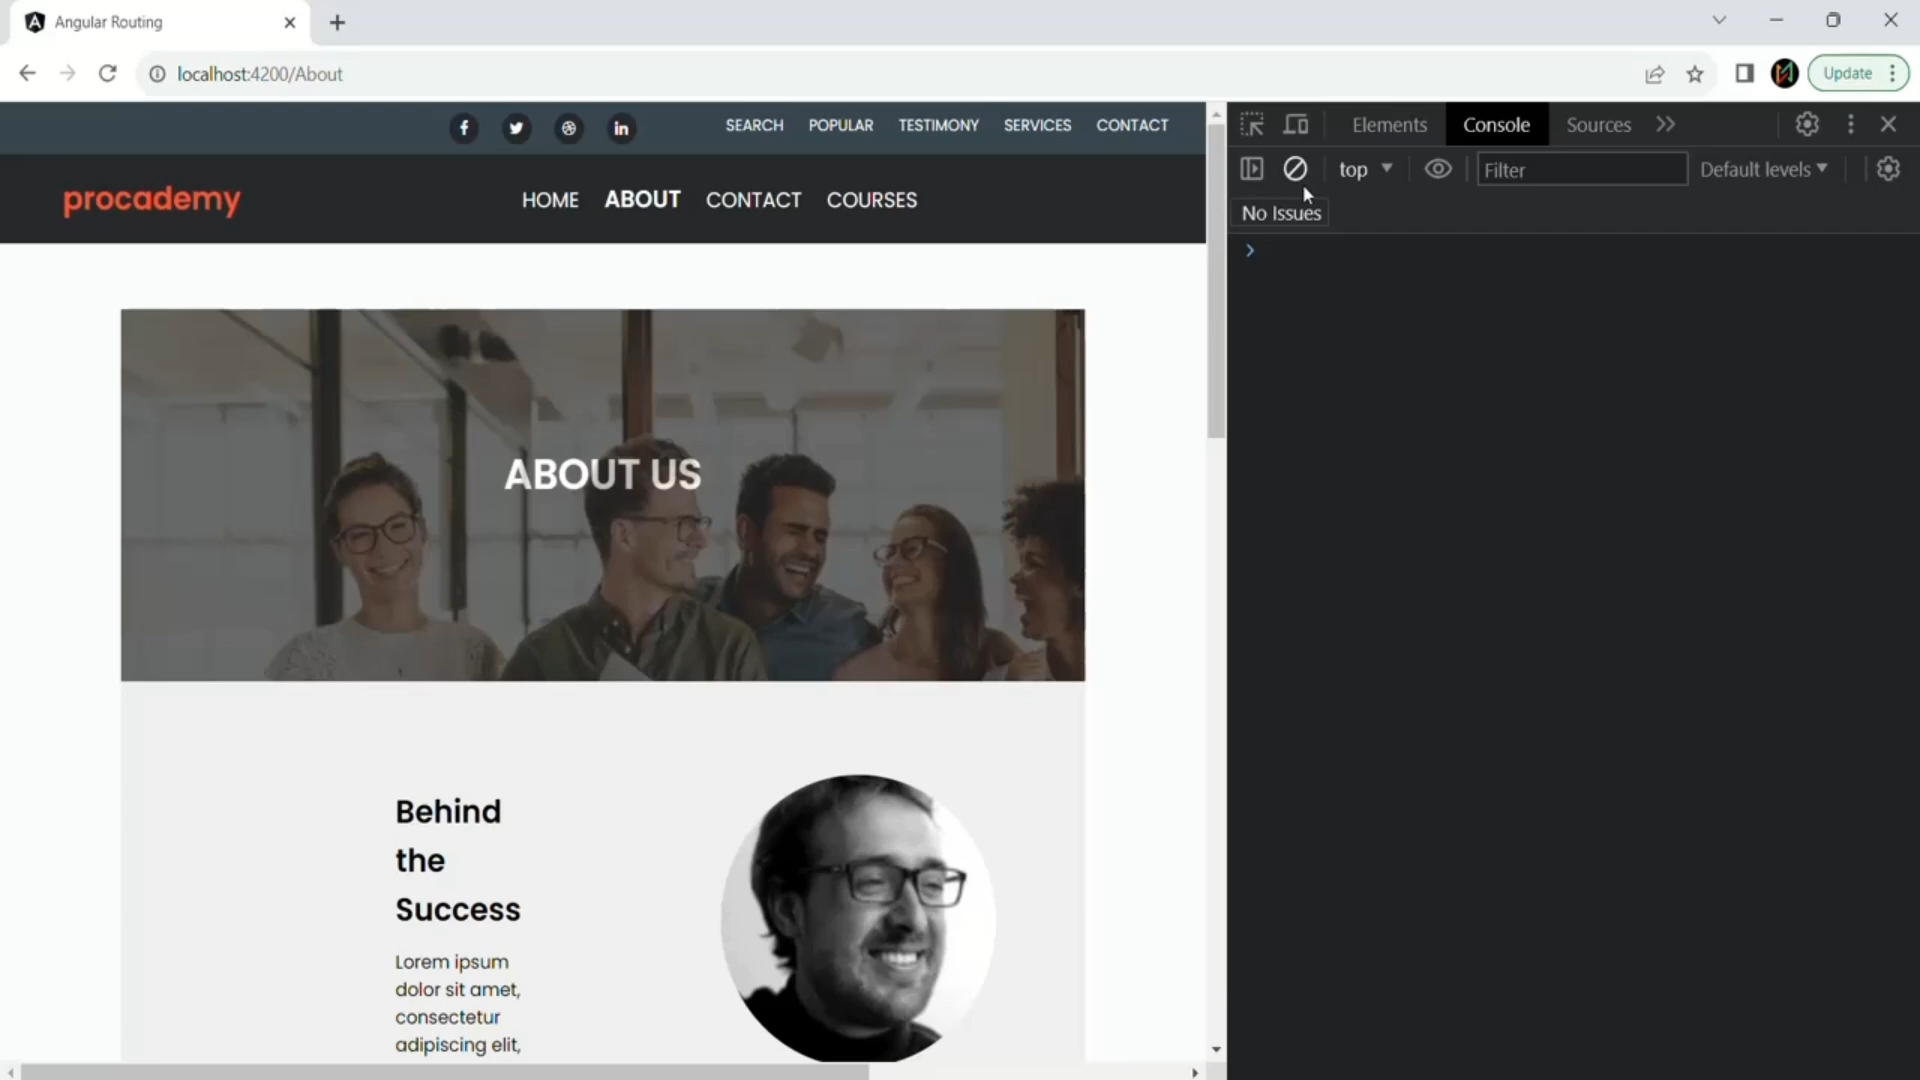 Angular Routing
localhost:4200/About
Update
SEARCH POPULAR TESTIMONY SERVICES CONTACT
procademy
HOME ABOUT CONTACT COURSES
ABOUT US
Behind
the
Success
Lorem ipsum
dolor sit amet,
consectetur
adipiscing elit,
Elements Console Sources
top Filter Default levels
No Issues